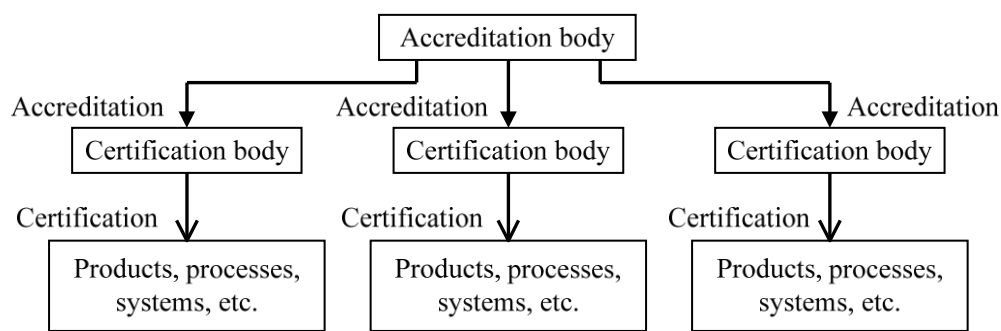 Accreditation body
Accreditation
Accreditation
Accreditation
Certification body
Certification body
Certification body
Certification
Certification
Certification
Products, processes,
systems, etc.
Products, processes,
systems, etc.
Products, processes,
systems, etc.